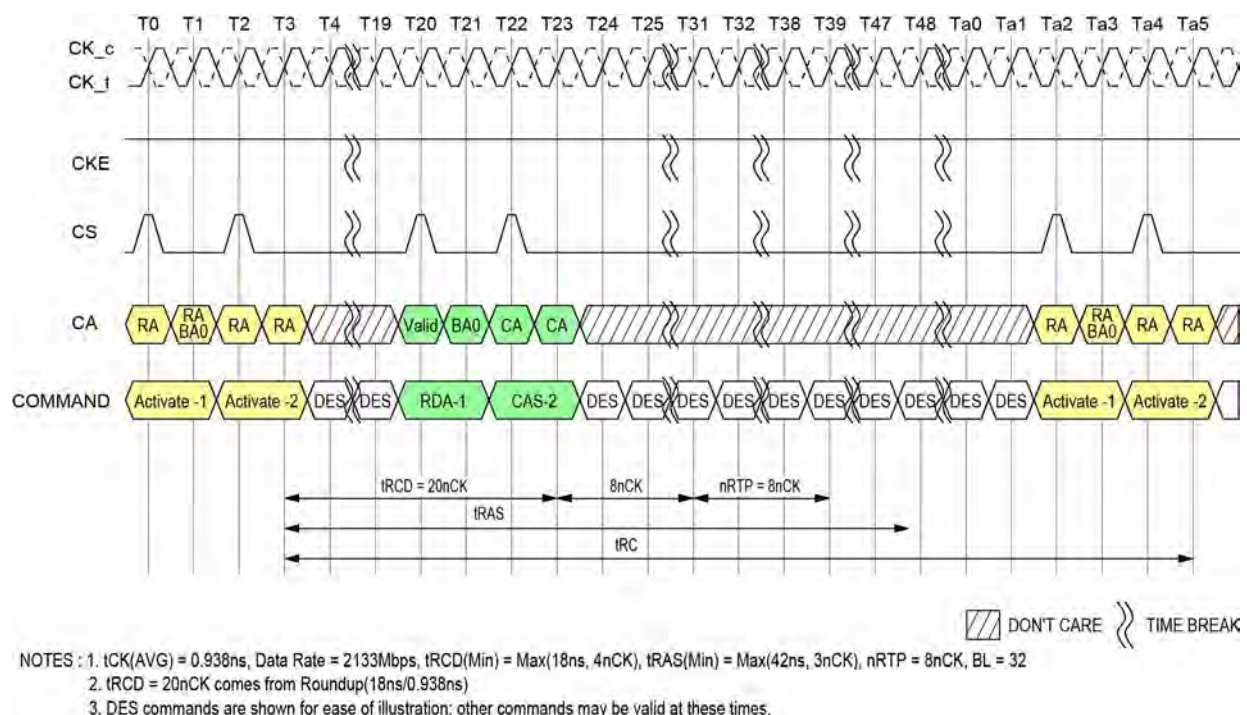 T0 T1 T2 T3 T4 T19 T20 T21 T22 T23 T24 T25 T31 T32 T38 T39 T47 T48 Ta0 Ta1 Ta2 Ta3 Ta4 Ta5
CK_c
CK_t
CKE
CS
CA RA RA BA0 RA RA Valid BA0 CA CA RA RA BA0 RA RA
COMMAND Activate -1 Activate -2 DES DES RDA-1 CAS-2 DES DES DES DES DES DES DES DES DES DES Activate -1 Activate -2
tRCD = 20nCK 8nCK nRTP = 8nCK
tRAS
tRC
DON'T CARE TIME BREAK
NOTES : 1. tCK(AVG) = 0.938ns, Data Rate = 2133Mbps, tRCD(Min) = Max(18ns, 4nCK), tRAS(Min) = Max(42ns, 3nCK), nRTP = 8nCK, BL = 32
2. tRCD = 20nCK comes from Roundup(18ns/0.938ns)
3. DES commands are shown for ease of illustration; other commands may be valid at these times.